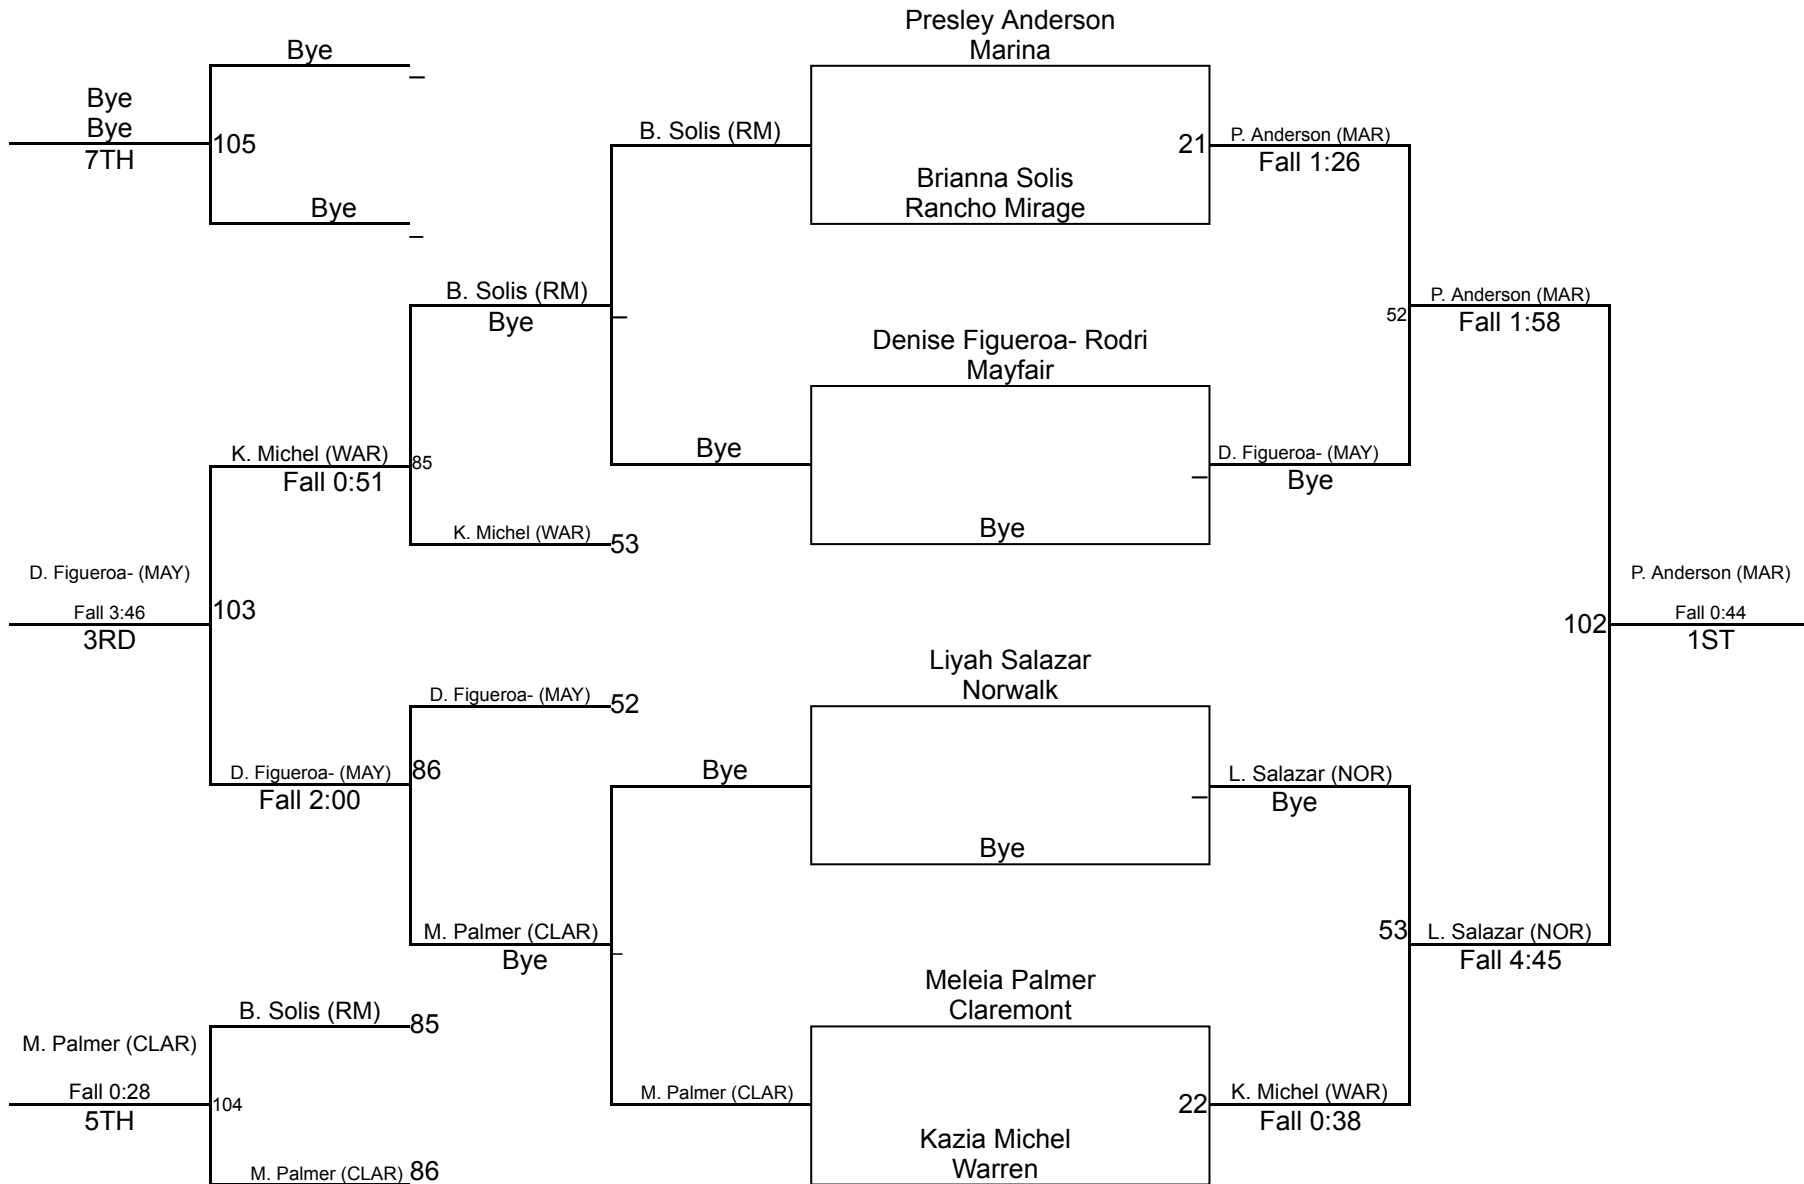 Presley Anderson
Marina
Bye
Bye
Bye
7TH
105
Bye
B. Solis (RM)
21
P. Anderson (MAR)
Fall 1:26
Brianna Solis
Rancho Mirage
B. Solis (RM)
Bye
52
P. Anderson (MAR)
Fall 1:58
Denise Figueroa- Rodri
Mayfair
Bye
D. Figueroa- (MAY)
Bye
Bye
K. Michel (WAR)
Fall 0:51
85
K. Michel (WAR)
53
D. Figueroa- (MAY)
Fall 3:46
3RD
103
102
P. Anderson (MAR)
Fall 0:44
1ST
Liyah Salazar
Norwalk
D. Figueroa- (MAY)
52
D. Figueroa- (MAY)
Fall 2:00
86
Bye
L. Salazar (NOR)
Bye
Bye
M. Palmer (CLAR)
Bye
53
L. Salazar (NOR)
Fall 4:45
Meleia Palmer
Claremont
B. Solis (RM)
85
M. Palmer (CLAR)
Fall 0:28
5TH
104
M. Palmer (CLAR)
86
M. Palmer (CLAR)
22
K. Michel (WAR)
Fall 0:38
Kazia Michel
Warren